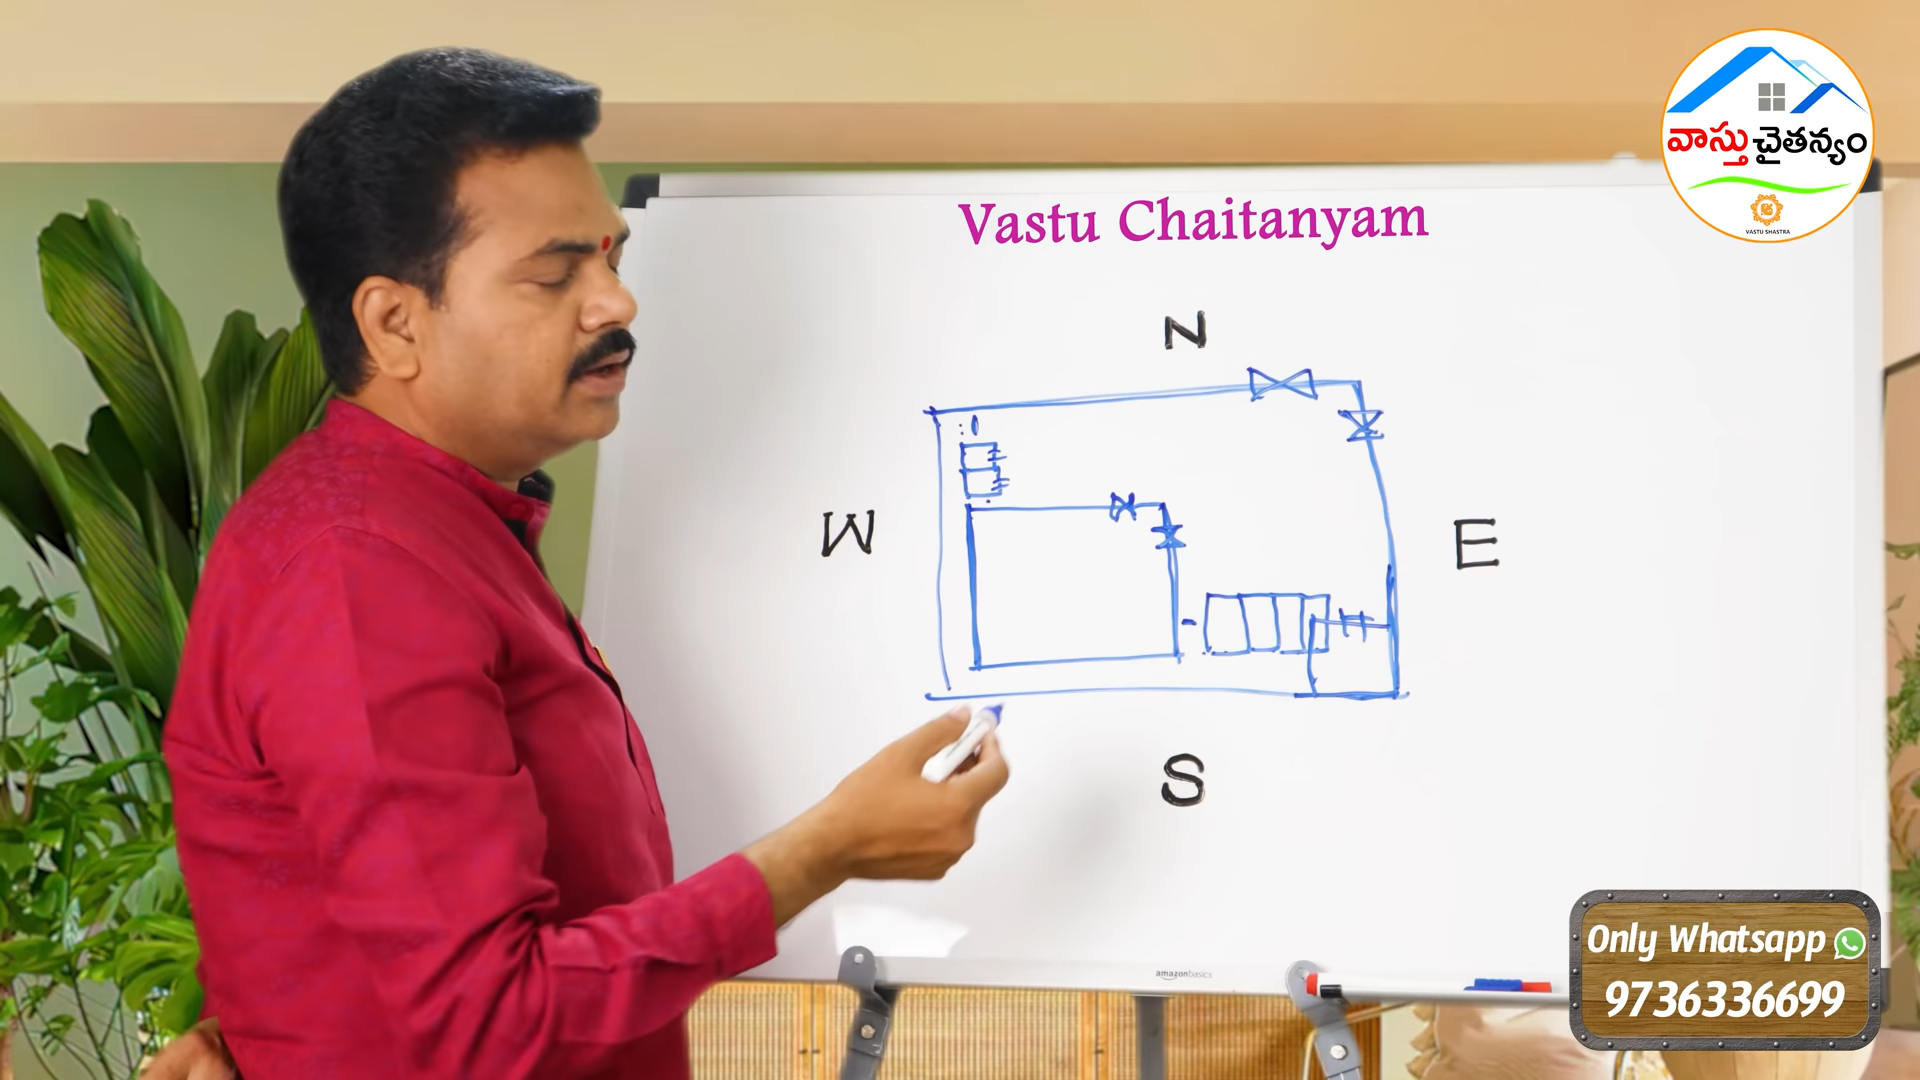 వాస్తు చైతన్యం
VASTU SHASTRA
Vastu Chaitanyam
N
W
E
S
amazonbasics
Only Whatsapp
9736336699